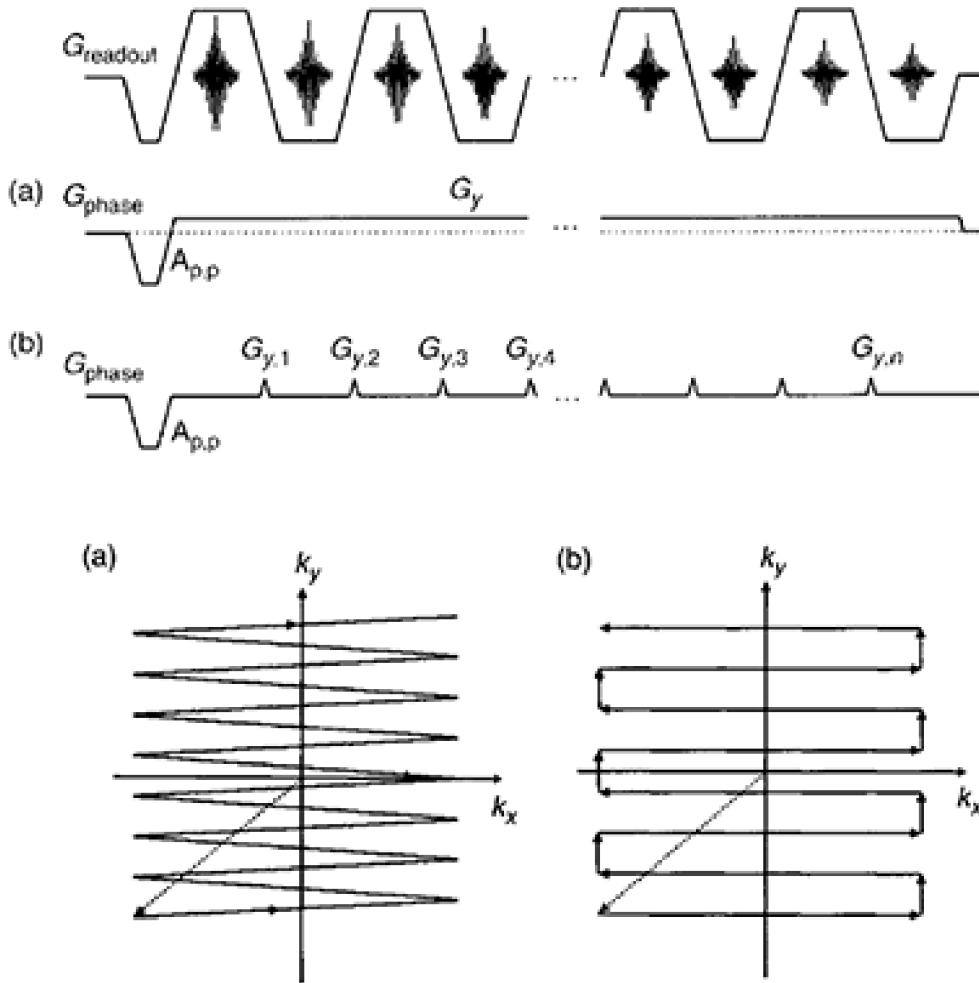 G_readout
...
(a) G_phase G_y
...
A_p.p
(b) G_phase G_y,1 G_y,2 G_y,3 G_y,4 G_y,n
...
A_p.p
(a) k_y (b) k_y
k_x k_x